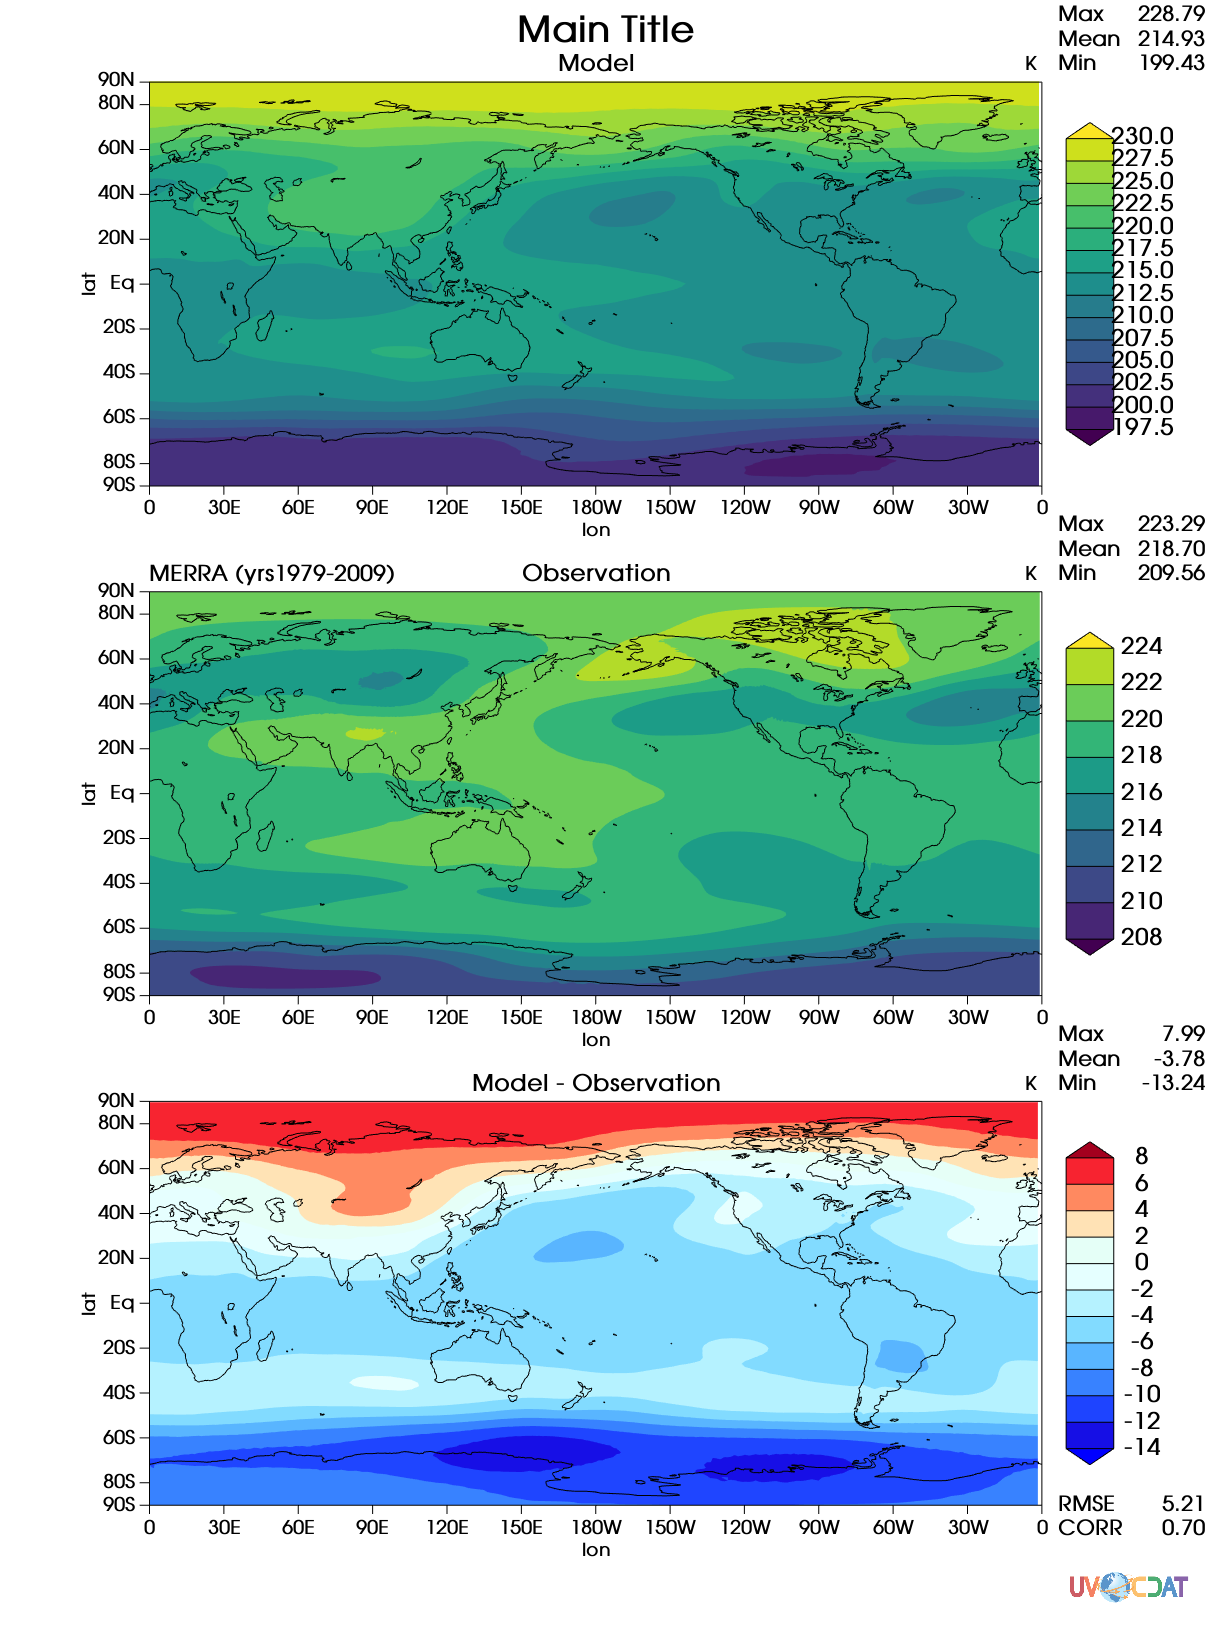 Main Title
Model
K
Max 228.79
Mean 214.93
Min 199.43
90N
80N
60N
40N
20N
Eq
20S
40S
60S
80S
90S
lat
0 30E 60E 90E 120E 150E 180W 150W 120W 90W 60W 30W 0
lon
230.0
227.5
225.0
222.5
220.0
217.5
215.0
212.5
210.0
207.5
205.0
202.5
200.0
197.5
MERRA (yrs1979-2009)
Observation
K
Max 223.29
Mean 218.70
Min 209.56
90N
80N
60N
40N
20N
Eq
20S
40S
60S
80S
90S
lat
0 30E 60E 90E 120E 150E 180W 150W 120W 90W 60W 30W 0
lon
224
222
220
218
216
214
212
210
208
Model - Observation
K
Max 7.99
Mean -3.78
Min -13.24
90N
80N
60N
40N
20N
Eq
20S
40S
60S
80S
90S
lat
0 30E 60E 90E 120E 150E 180W 150W 120W 90W 60W 30W 0
lon
8
6
4
2
0
-2
-4
-6
-8
-10
-12
-14
RMSE 5.21
CORR 0.70
UV CDAT